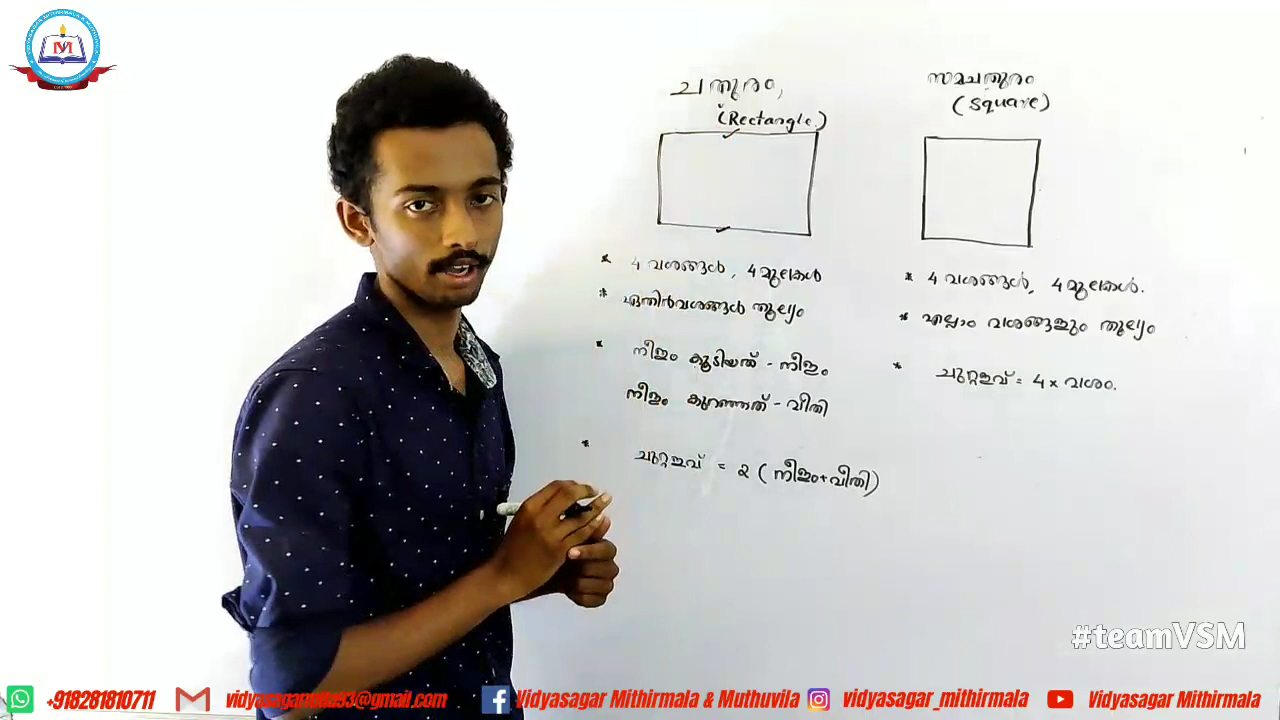 ചതുരം,
(Rectangle.)
* 4 വശങ്ങൾ, 4 മൂലകൾ
* എതിർവശങ്ങൾ തുല്യം
* നീളം കൂടിയത് - നീളം
നീളം കുറഞ്ഞത് - വീതി
* ചുറ്റളവ് = 2 (നീളം+വീതി)
സമചതുരം
(Square)
* 4 വശങ്ങൾ, 4 മൂലകൾ.
* എല്ലാം വശങ്ങളും തുല്യം
* ചുറ്റളവ് = 4 × വശം.
#teamVSM
+918281810711
Vidyasagar Mithirmala & Muthuvila
vidyasagar_mithirmala
Vidyasagar Mithirmala